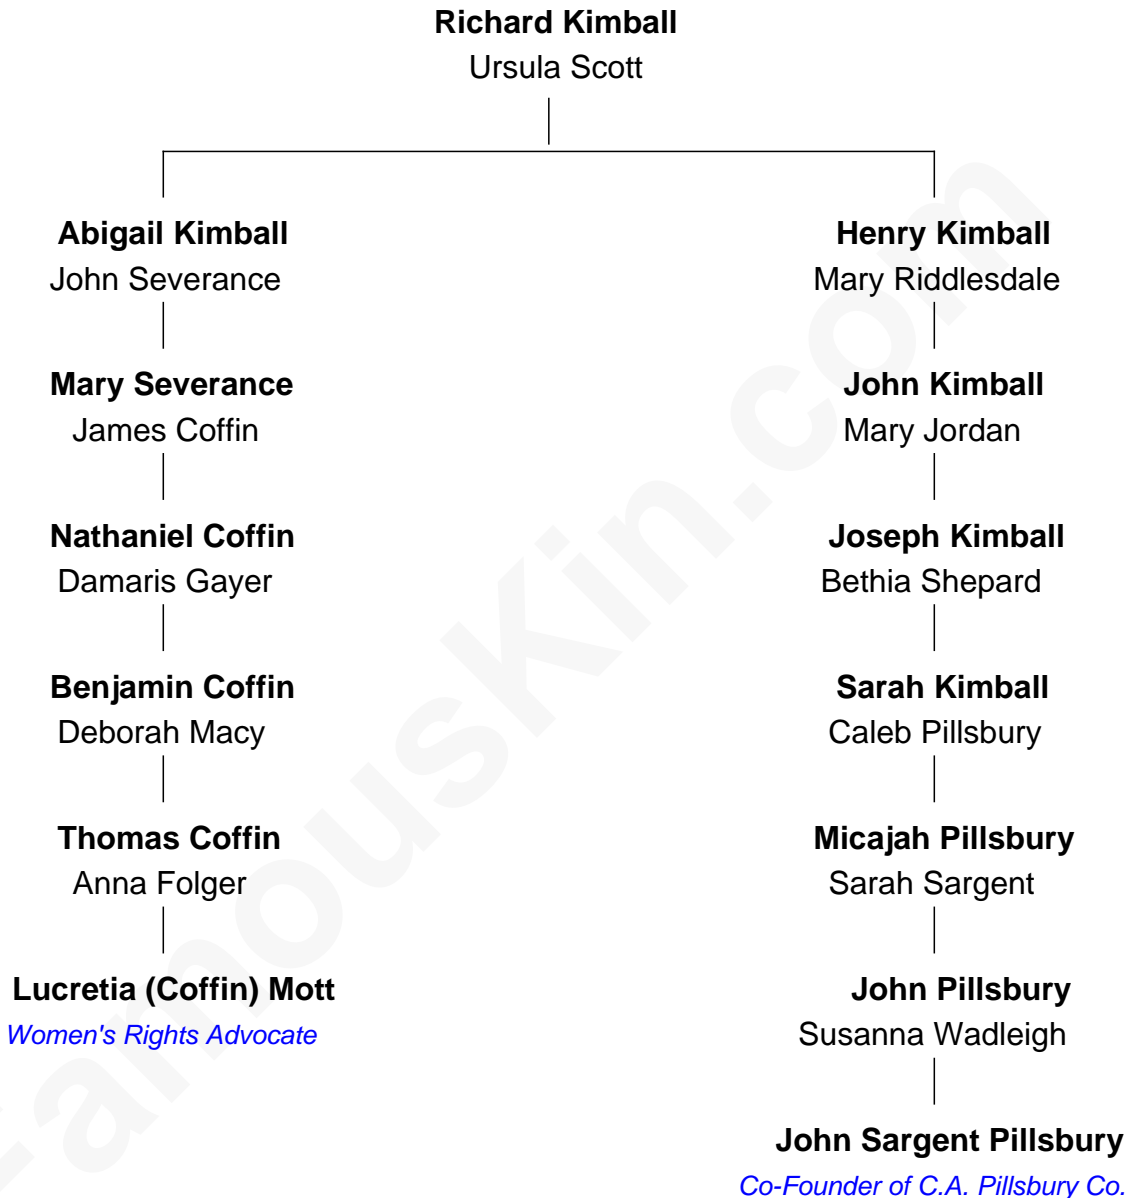 Richard Kimball
Ursula Scott
Abigail Kimball
John Severance
Henry Kimball
Mary Riddlesdale
Mary Severance
James Coffin
John Kimball
Mary Jordan
Nathaniel Coffin
Damaris Gayer
Joseph Kimball
Bethia Shepard
Benjamin Coffin
Deborah Macy
Sarah Kimball
Caleb Pillsbury
Thomas Coffin
Anna Folger
Micajah Pillsbury
Sarah Sargent
Lucretia (Coffin) Mott
Women's Rights Advocate
John Pillsbury
Susanna Wadleigh
John Sargent Pillsbury
Co-Founder of C.A. Pillsbury Co.
FamousKin.com